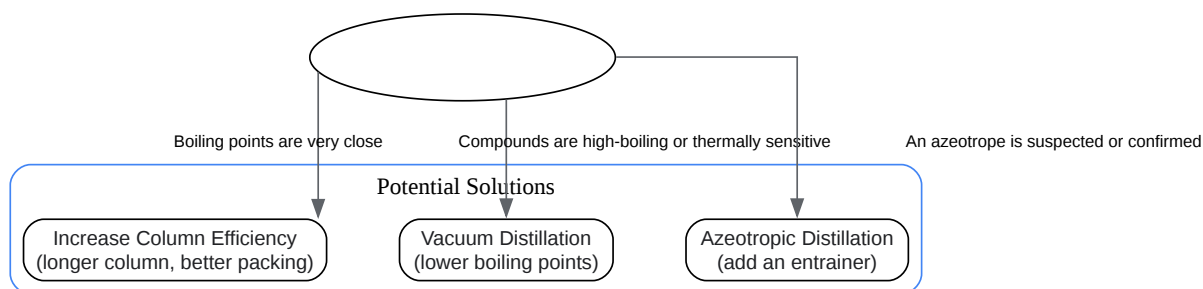 Boiling points are very close
Compounds are high-boiling or thermally sensitive
An azeotrope is suspected or confirmed
Potential Solutions
Increase Column Efficiency
(longer column, better packing)
Vacuum Distillation
(lower boiling points)
Azeotropic Distillation
(add an entrainer)